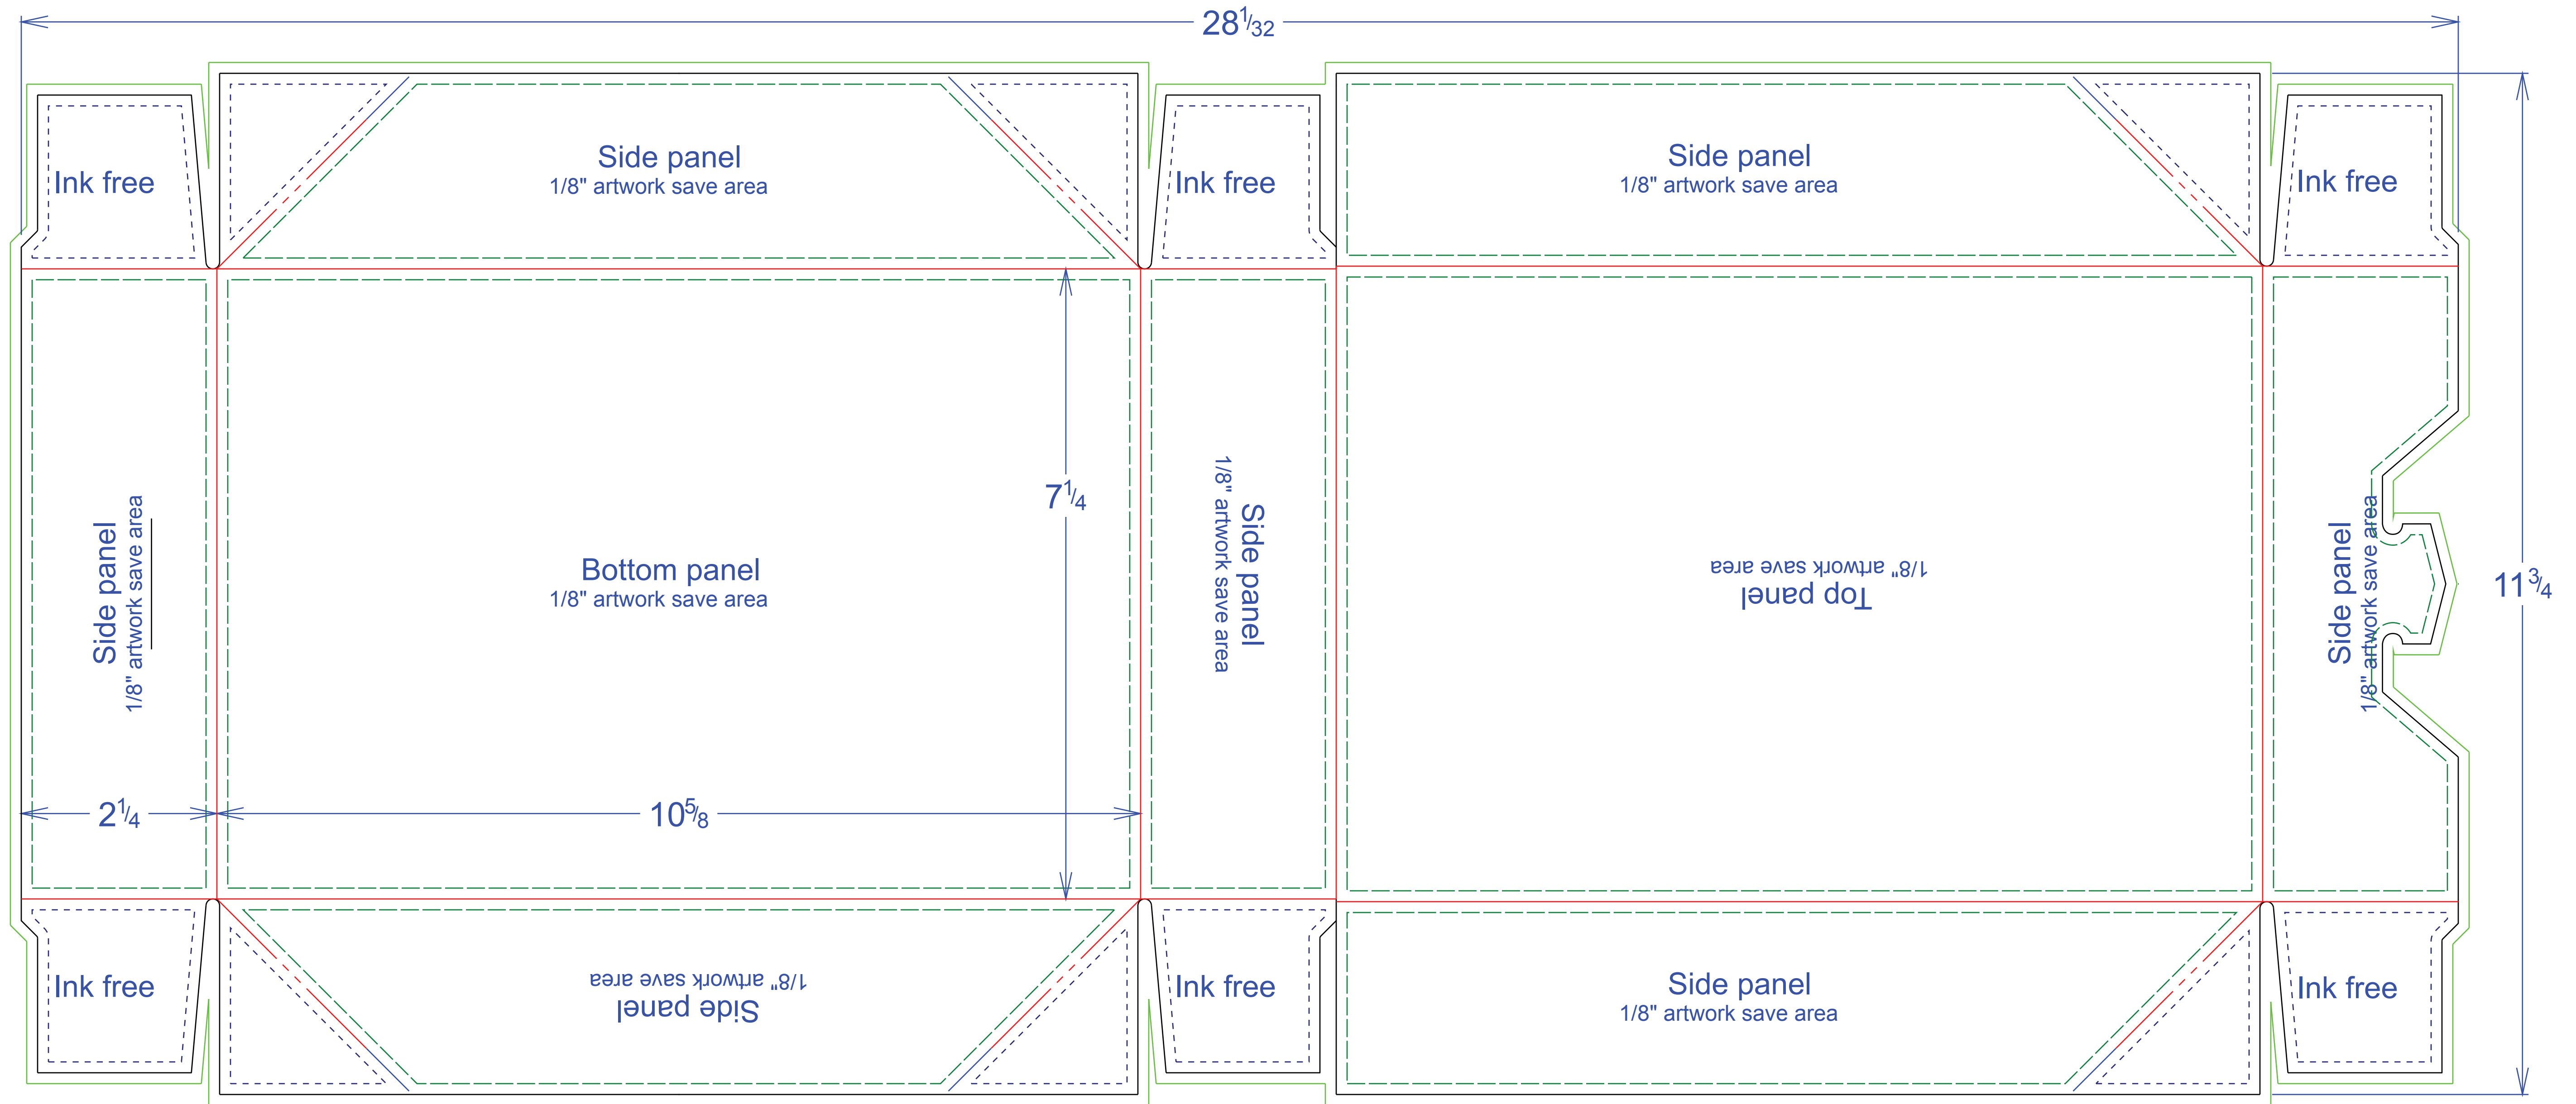 28 1/32
Ink free
Side panel
1/8" artwork save area
Ink free
Side panel
1/8" artwork save area
Ink free
Side panel
1/8" artwork save area
Bottom panel
1/8" artwork save area
7 1/4
2 1/4
10 5/8
Side panel
1/8" artwork save area
Top panel
1/8" artwork save area
Side panel
1/8" artwork save area
11 3/4
Ink free
Side panel
1/8" artwork save area
Ink free
Side panel
1/8" artwork save area
Ink free